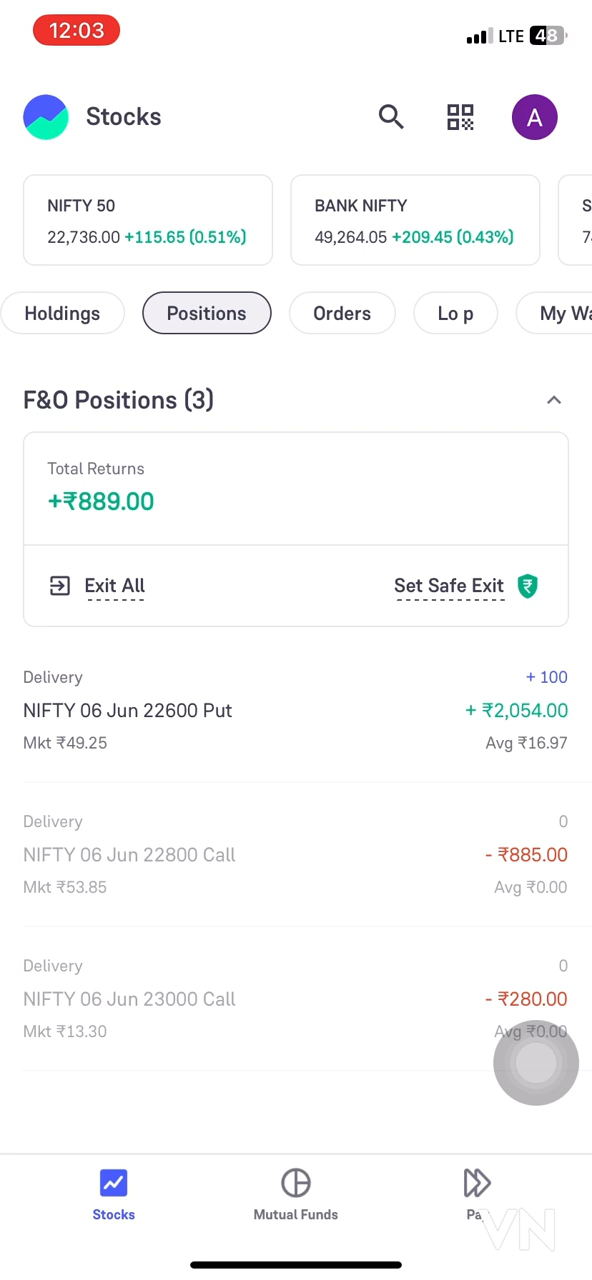 12:03
LTE 48
Stocks
A
NIFTY 50
22,736.00 +115.65 (0.51%)
BANK NIFTY
49,264.05 +209.45 (0.43%)
S
7
Holdings
Positions
Orders
Lo p
My Wa
F&O Positions (3)
Total Returns
+₹889.00
Exit All
Set Safe Exit
Delivery
+ 100
NIFTY 06 Jun 22600 Put
+ ₹2,054.00
Mkt ₹49.25
Avg ₹16.97
Delivery
0
NIFTY 06 Jun 22800 Call
- ₹885.00
Mkt ₹53.85
Avg ₹0.00
Delivery
0
NIFTY 06 Jun 23000 Call
- ₹280.00
Mkt ₹13.30
Avg ₹0.00
Stocks
Mutual Funds
Pa
VN